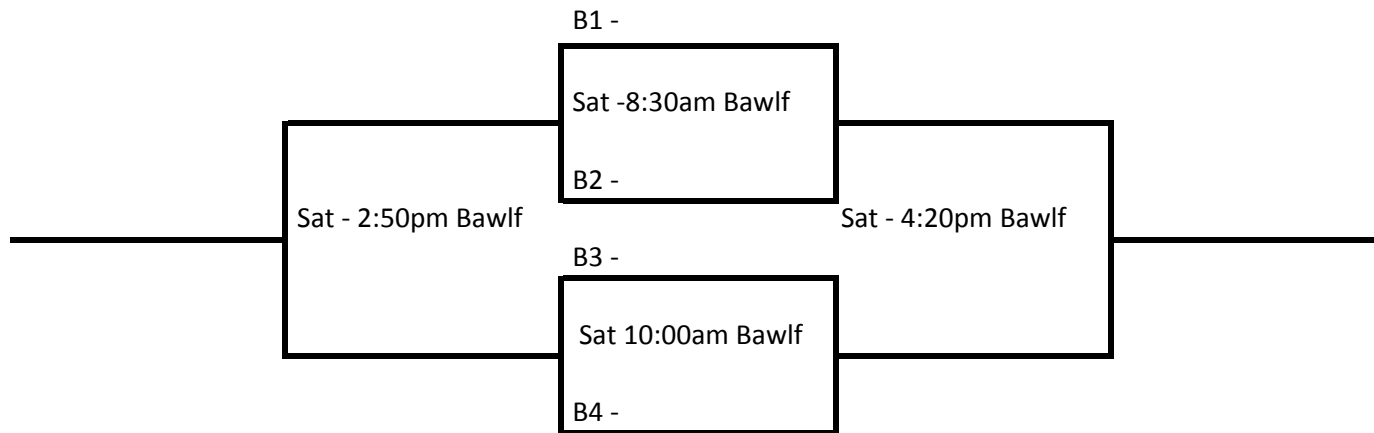 B1 -
Sat -8:30am Bawlf
B2 -
Sat - 2:50pm Bawlf
Sat - 4:20pm Bawlf
B3 -
Sat 10:00am Bawlf
B4 -